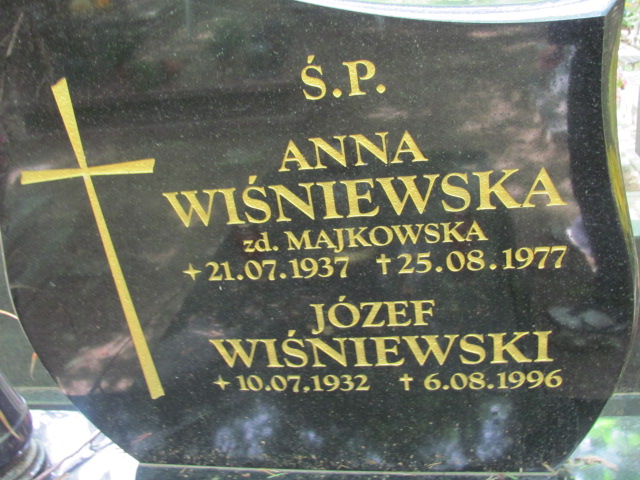 Ś.P.
ANNA
WIŚNIEWSKA
zd. MAJKOWSKA
✦21.07.1937 †25.08.1977
JÓZEF
WIŚNIEWSKI
✦10.07.1932 †6.08.1996